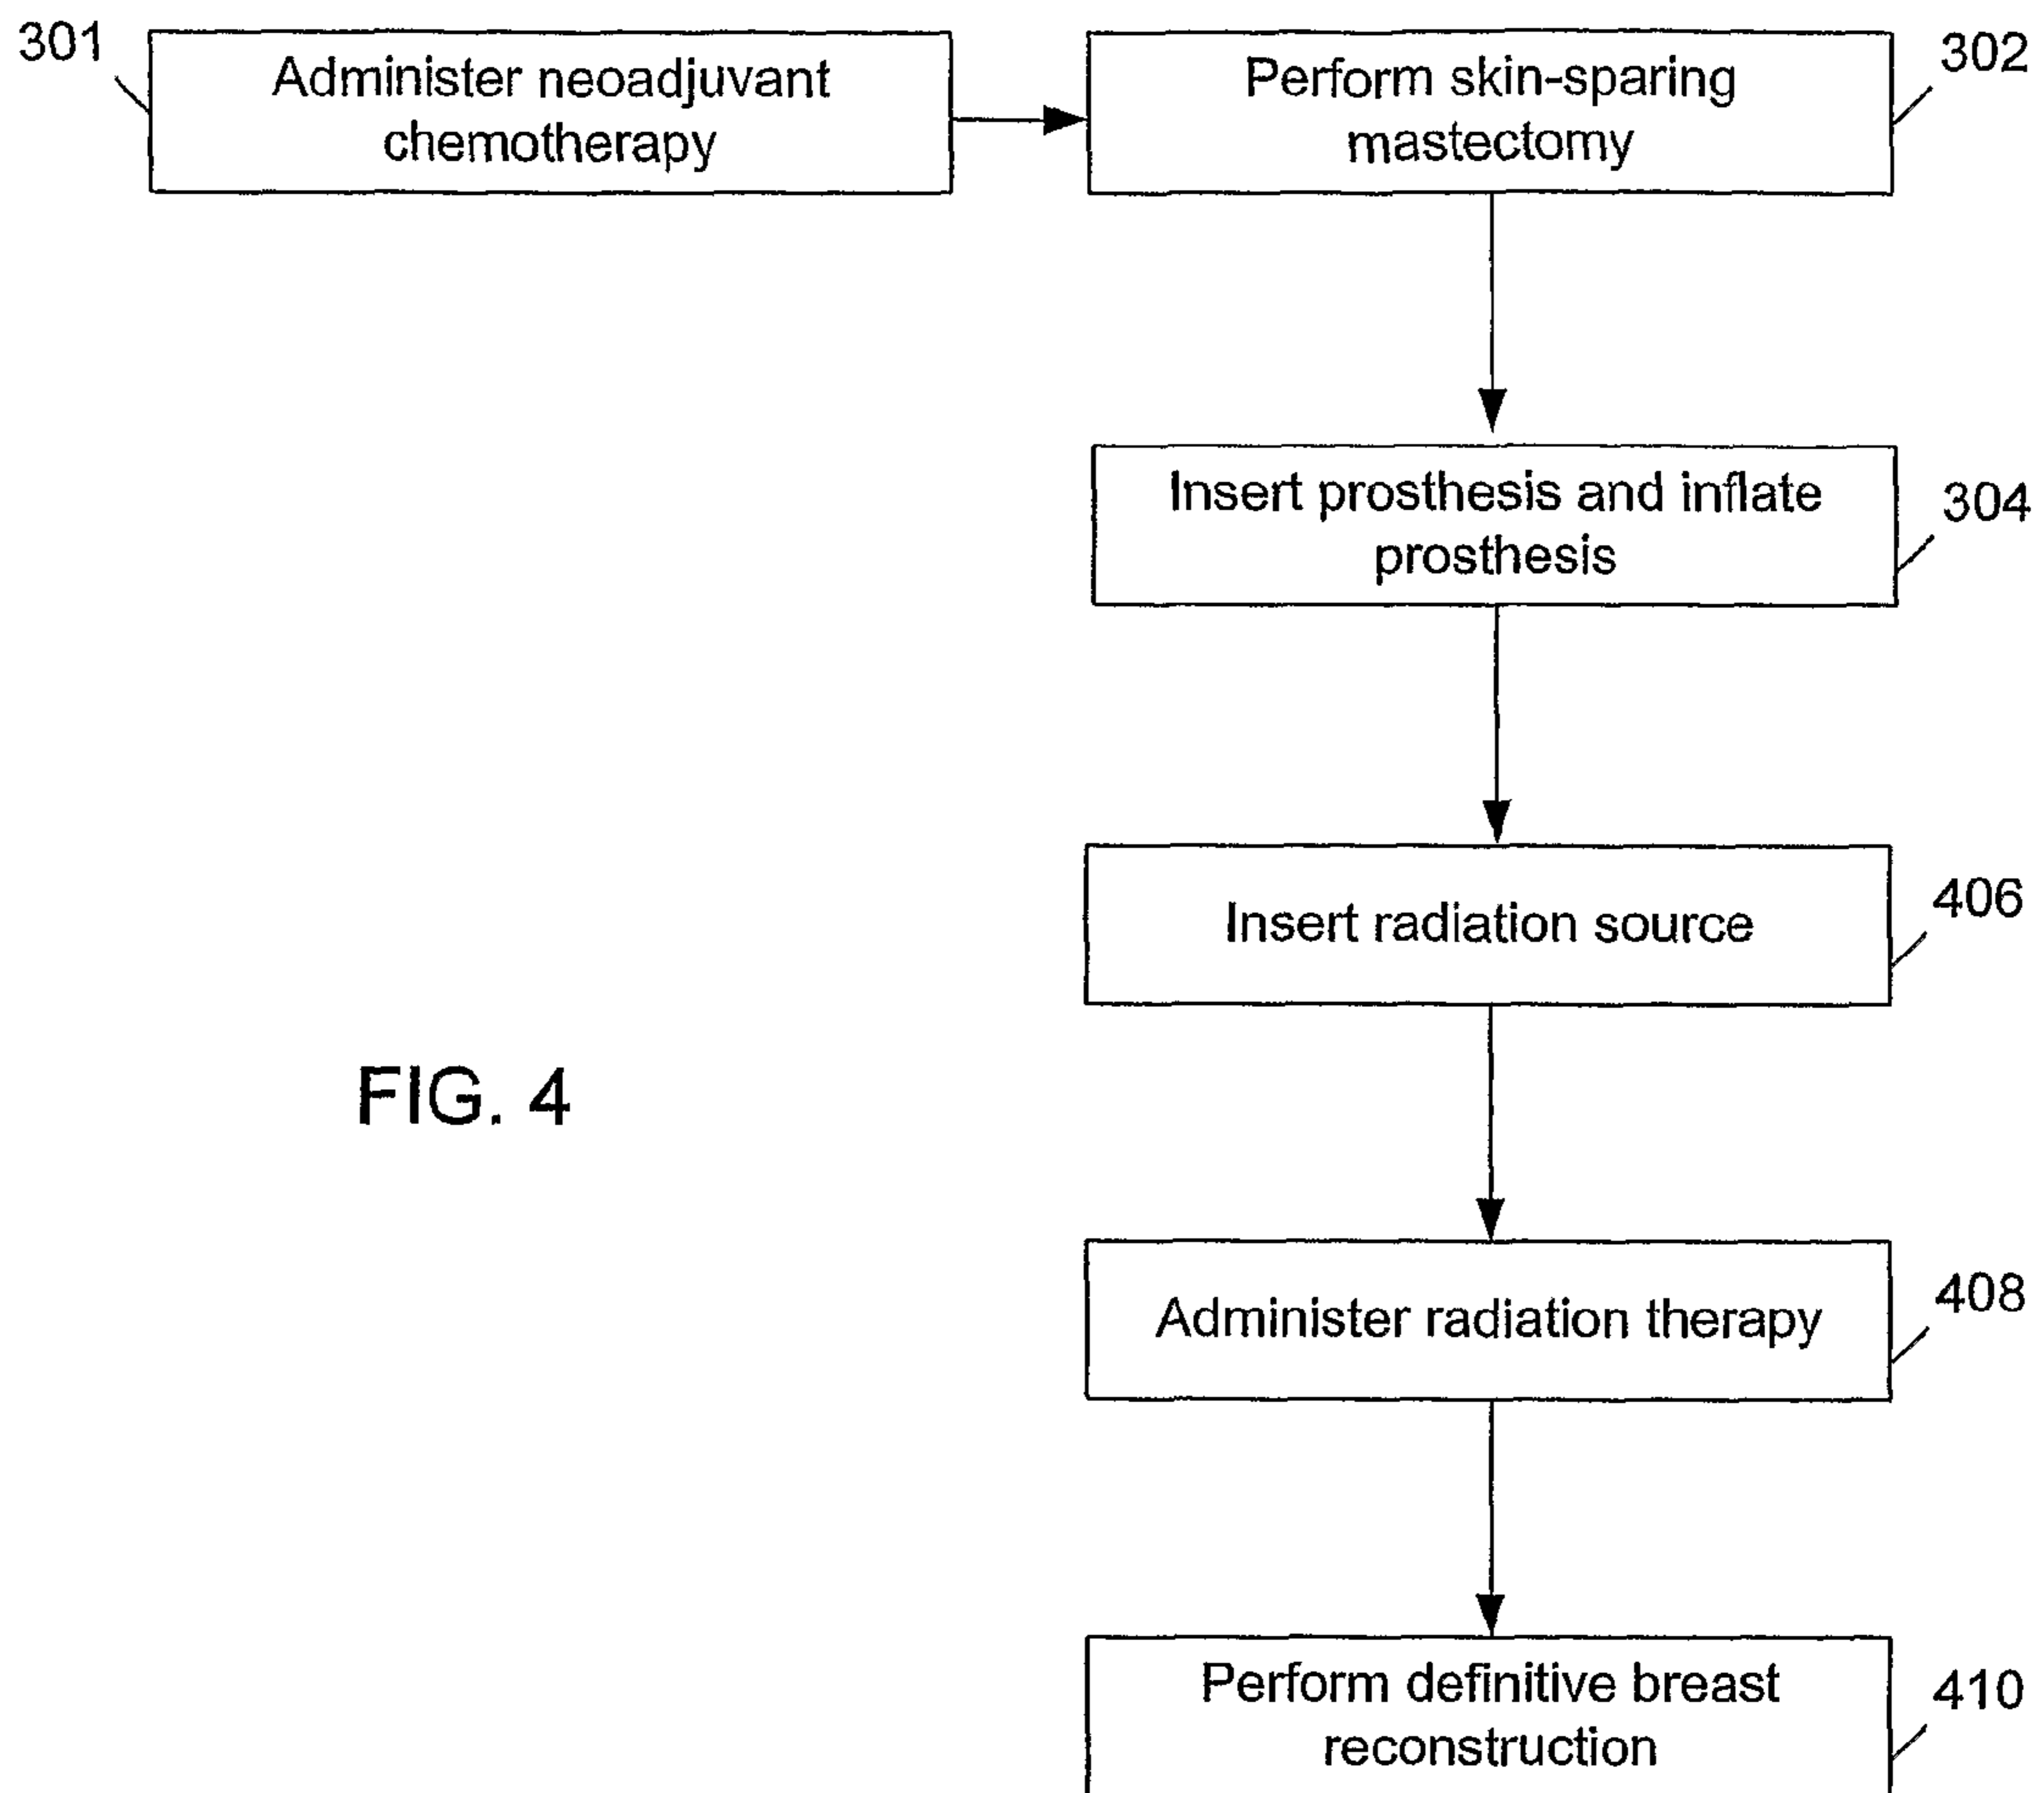 301
Administer neoadjuvant
chemotherapy
Perform skin-sparing
mastectomy
302
Insert prosthesis and inflate
prosthesis
304
Insert radiation source
406
FIG. 4
Administer radiation therapy
408
Perform definitive breast
reconstruction
410